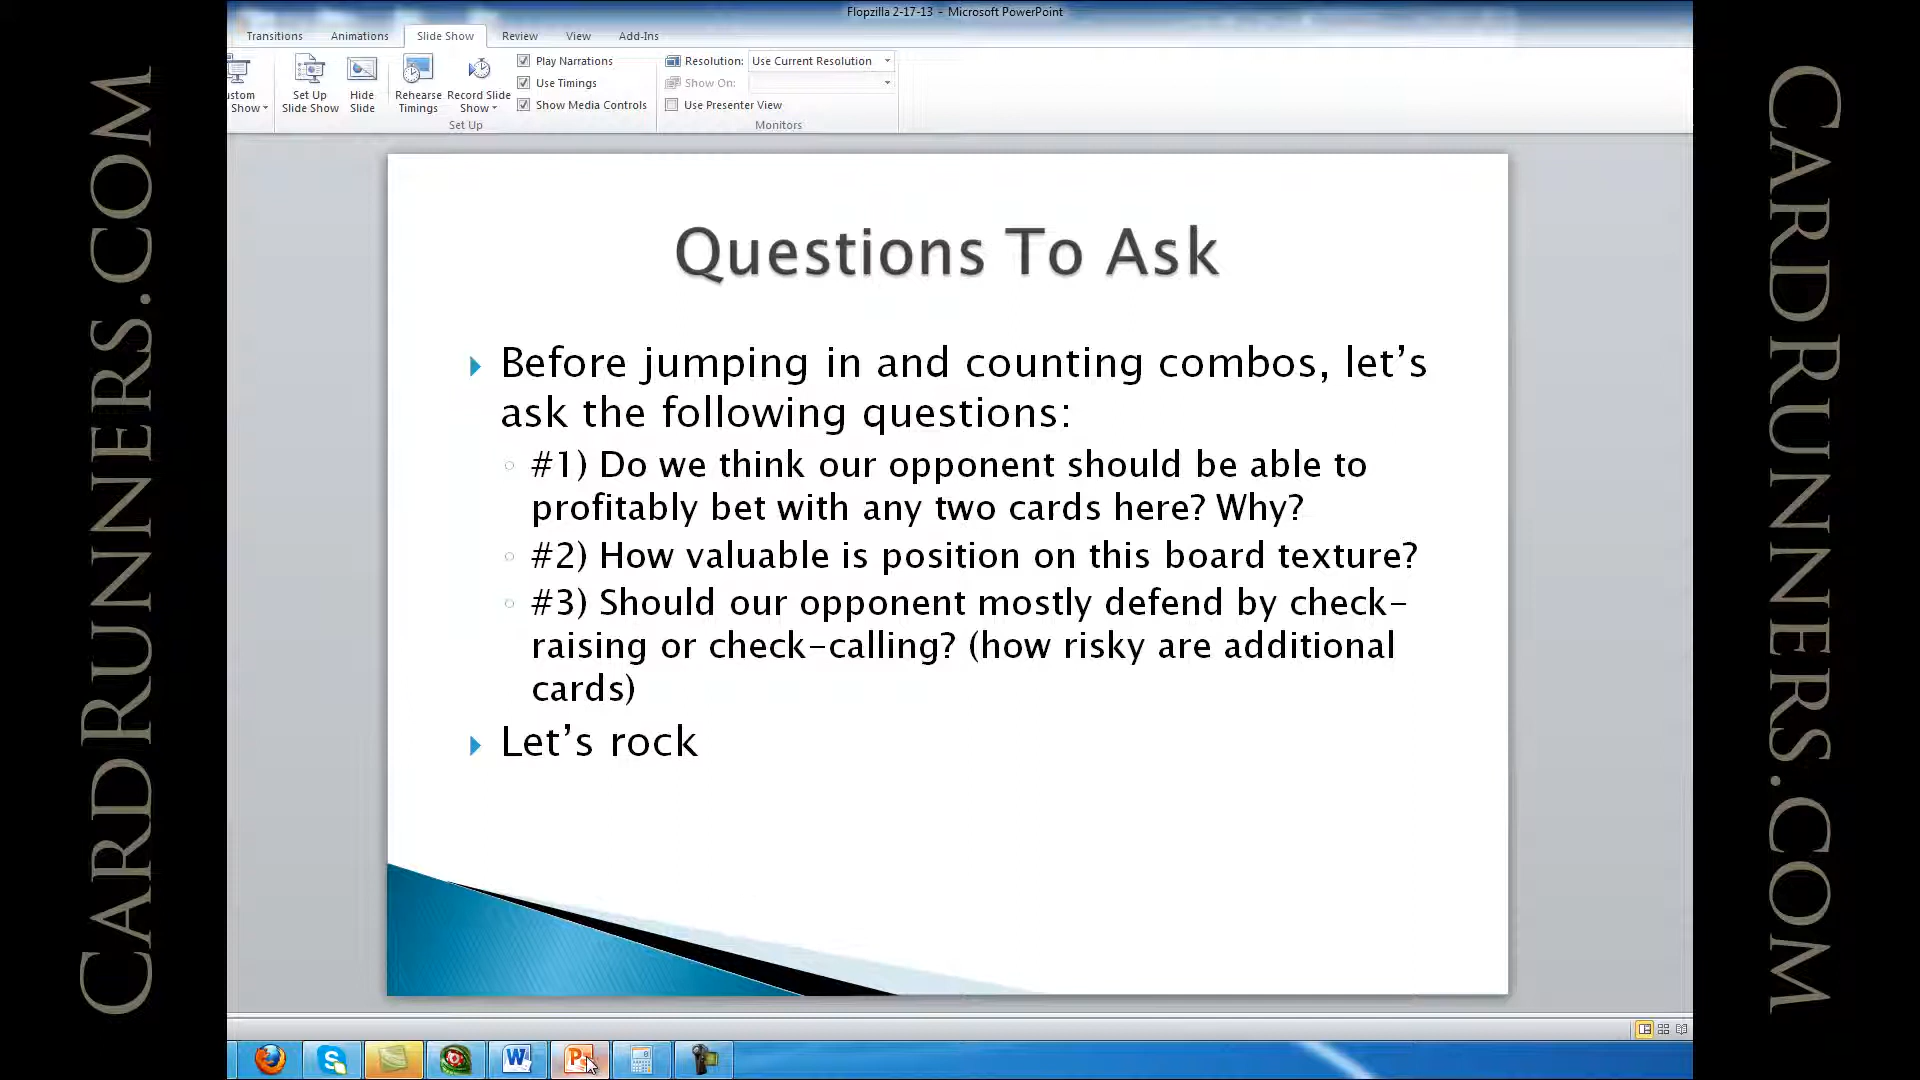 Flopzilla 2-17-13 - Microsoft PowerPoint
Transitions Animations Slide Show Review View Add-Ins
Show
Set Up
Slide Show
Hide
Slide
Rehearse
Timings
Record Slide
Show
Play Narrations
Use Timings
Show Media Controls
Set Up
Resolution: Use Current Resolution
Show On:
Use Presenter View
Monitors
Questions To Ask
Before jumping in and counting combos, let’s
ask the following questions:
#1) Do we think our opponent should be able to
profitably bet with any two cards here? Why?
#2) How valuable is position on this board texture?
#3) Should our opponent mostly defend by check-
raising or check-calling? (how risky are additional
cards)
Let’s rock
CARDRUNNERS.COM
CARDRUNNERS.COM